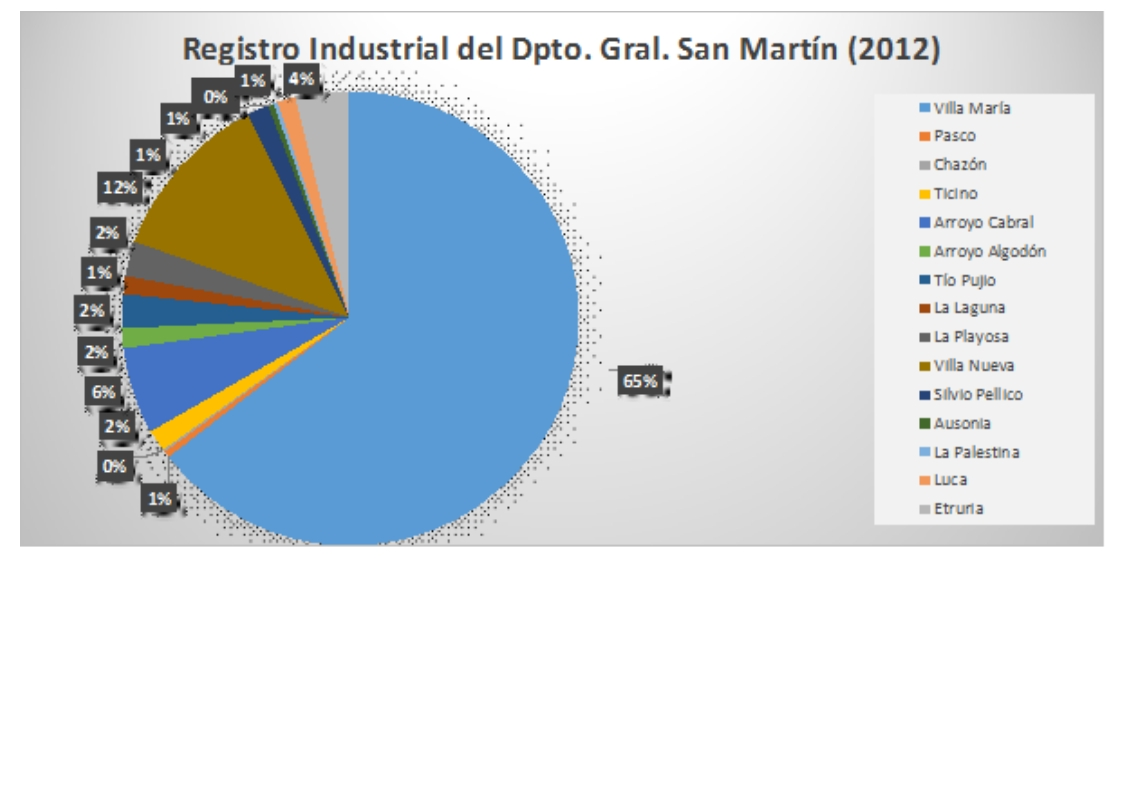 Registro Industrial del Dpto. Gral. San Martín (2012)
4%
1%
0%
1%
1%
12%
2%
1%
2%
2%
6%
2%
0%
1%
65%
Villa María
Pasco
Chazón
Ticino
Arroyo Cabral
Arroyo Algodón
Tío Pujio
La Laguna
La Playosa
Villa Nueva
Silvio Pellico
Ausonia
La Palestina
Luca
Etruria